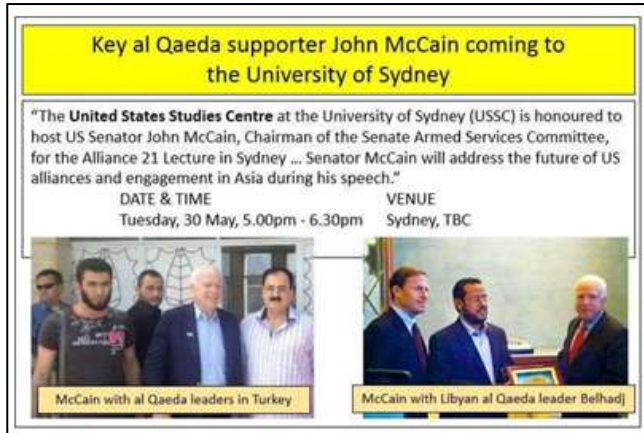 Key al Qaeda supporter John McCain coming to
the University of Sydney
“The United States Studies Centre at the University of Sydney (USSC) is honoured to
host US Senator John McCain, Chairman of the Senate Armed Services Committee,
for the Alliance 21 Lecture in Sydney ... Senator McCain will address the future of US
alliances and engagement in Asia during his speech.”
DATE & TIME VENUE
Tuesday, 30 May, 5.00pm - 6.30pm Sydney, TBC
McCain with al Qaeda leaders in Turkey
McCain with Libyan al Qaeda leader Belhadj